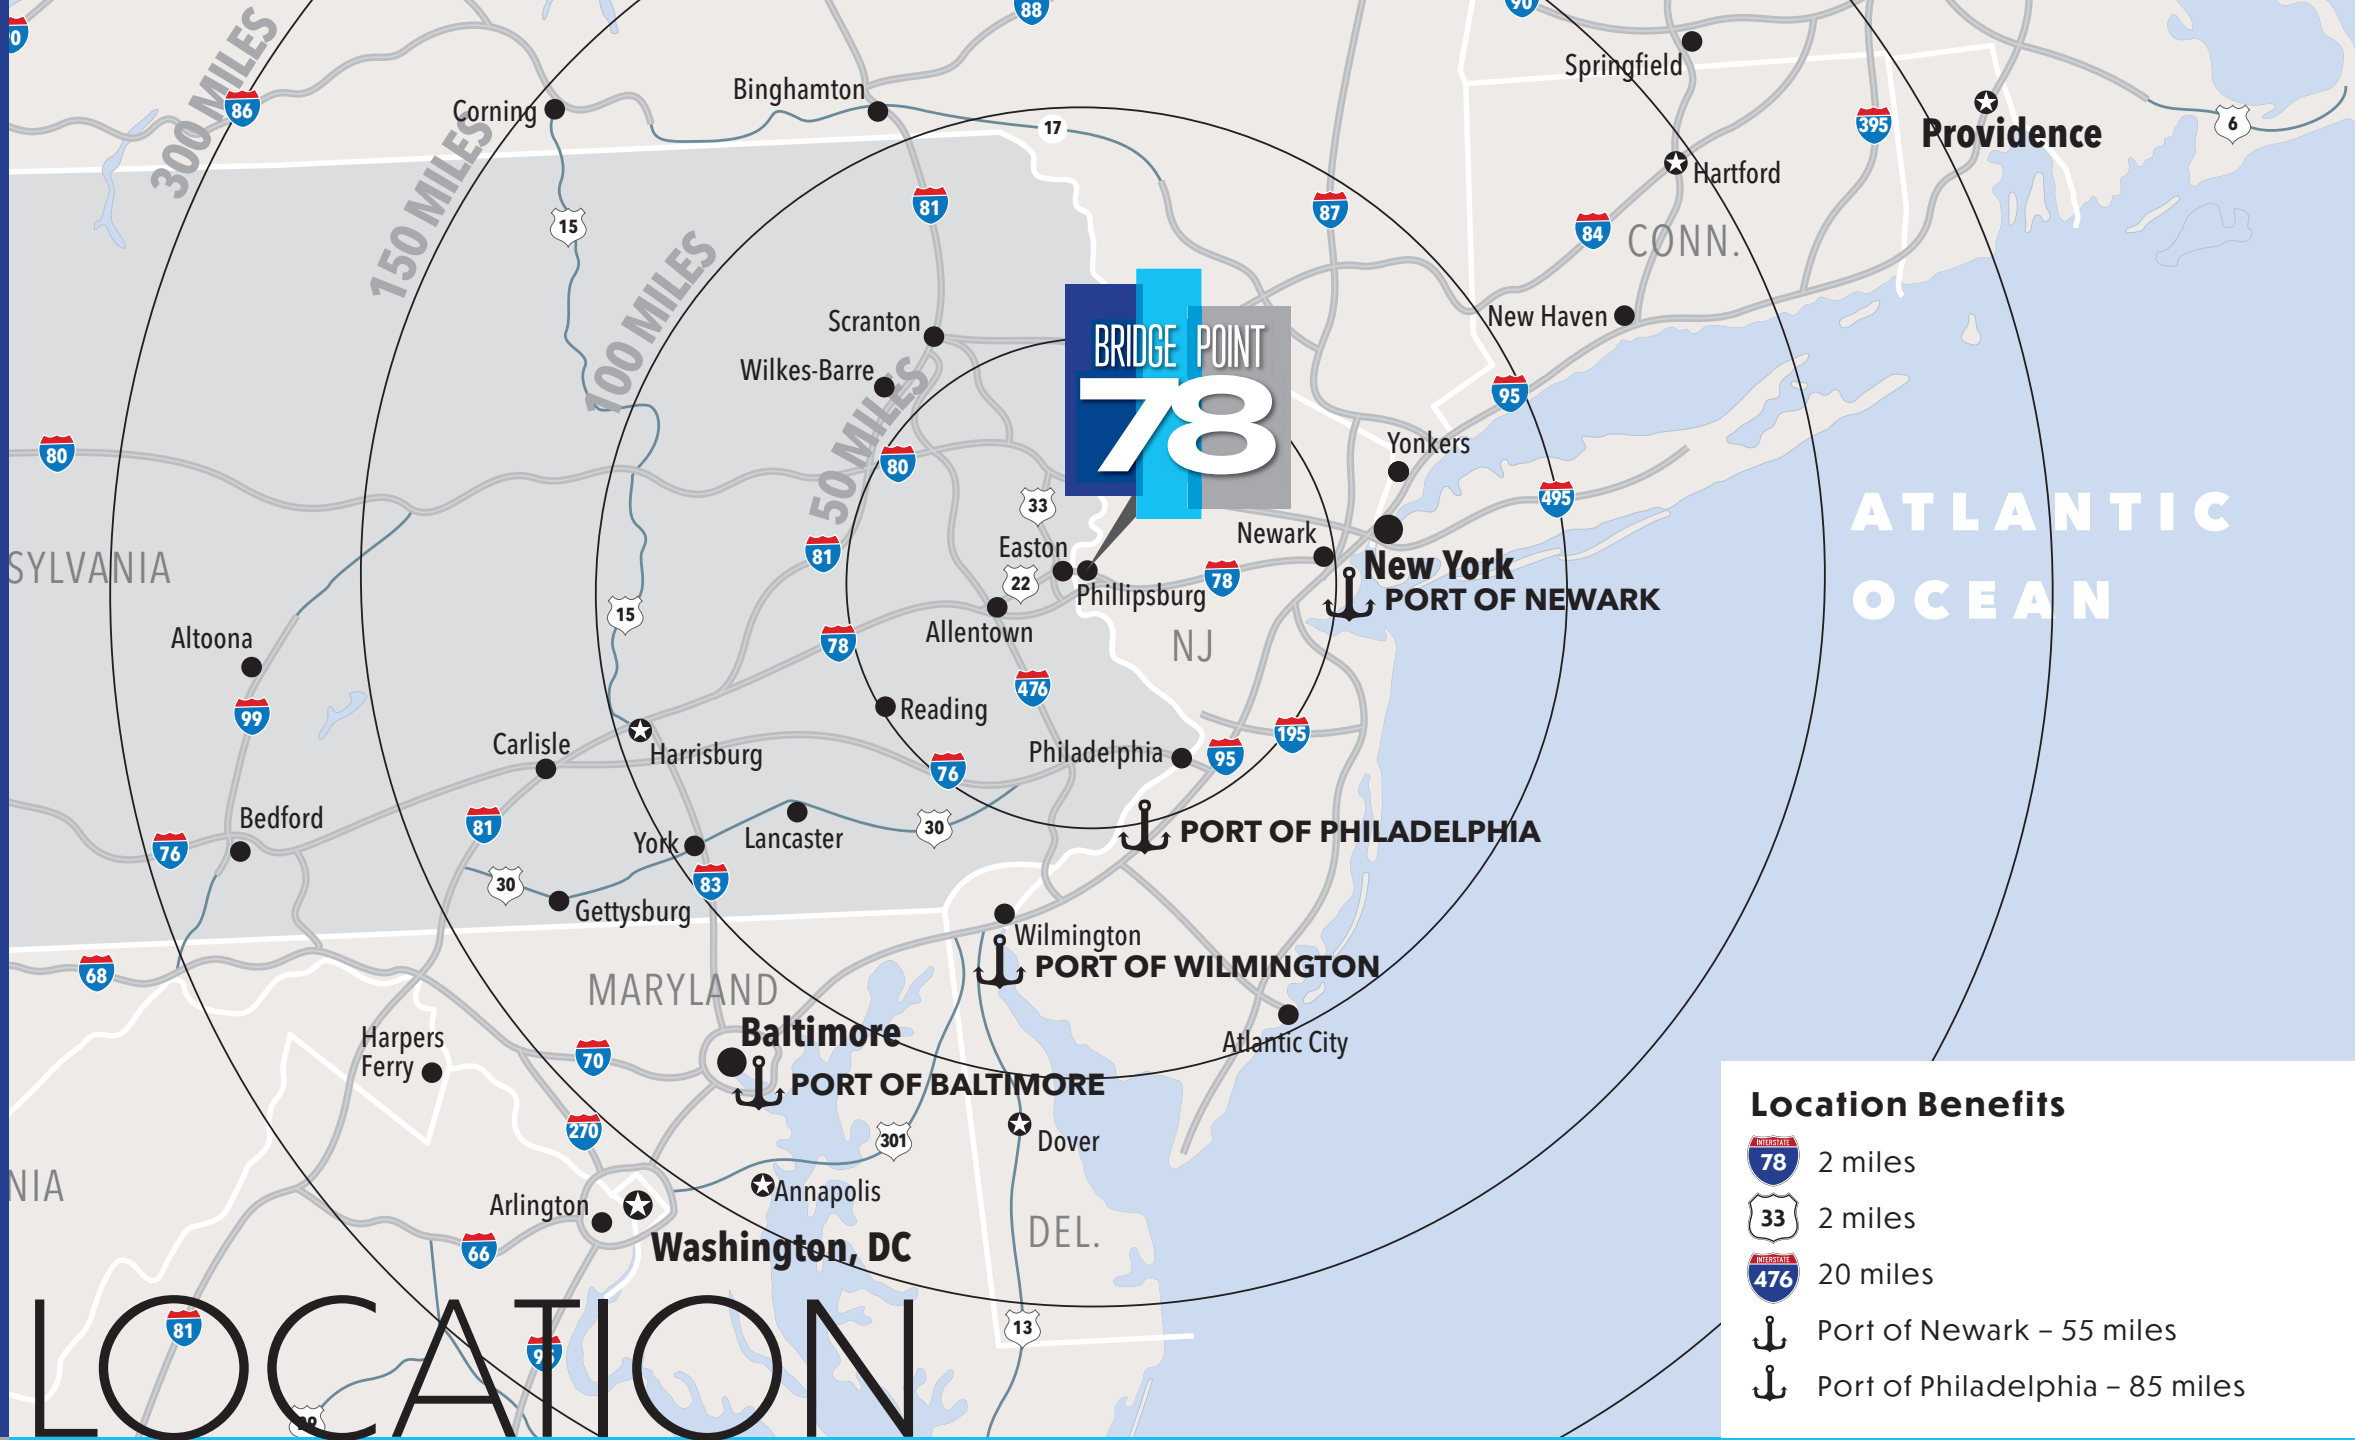 90
88
90
Springfield
300 MILES
86
Corning
Binghamton
17
395
Providence
6
150 MILES
15
81
87
Hartford
84
CONN.
100 MILES
Scranton
BRIDGE POINT
78
New Haven
Wilkes-Barre
50 MILES
95
80
80
Yonkers
33
495
ATLANTIC
OCEAN
81
Easton
22
Newark
78
New York
PORT OF NEWARK
Phillipsburg
SYLVANIA
15
Allentown
NJ
Altoona
78
476
99
Reading
Carlisle
Harrisburg
76
Philadelphia
95
195
Bedford
81
76
York
Lancaster
30
PORT OF PHILADELPHIA
30
83
Gettysburg
68
Wilmington
PORT OF WILMINGTON
MARYLAND
Baltimore
PORT OF BALTIMORE
Atlantic City
Harpers
Ferry
70
270
301
Dover
NIA
Arlington
Annapolis
66
Washington, DC
DEL.
81
95
13
LOCATION
Location Benefits
INTERSTATE
78 2 miles
33 2 miles
INTERSTATE
476 20 miles
Port of Newark – 55 miles
Port of Philadelphia – 85 miles